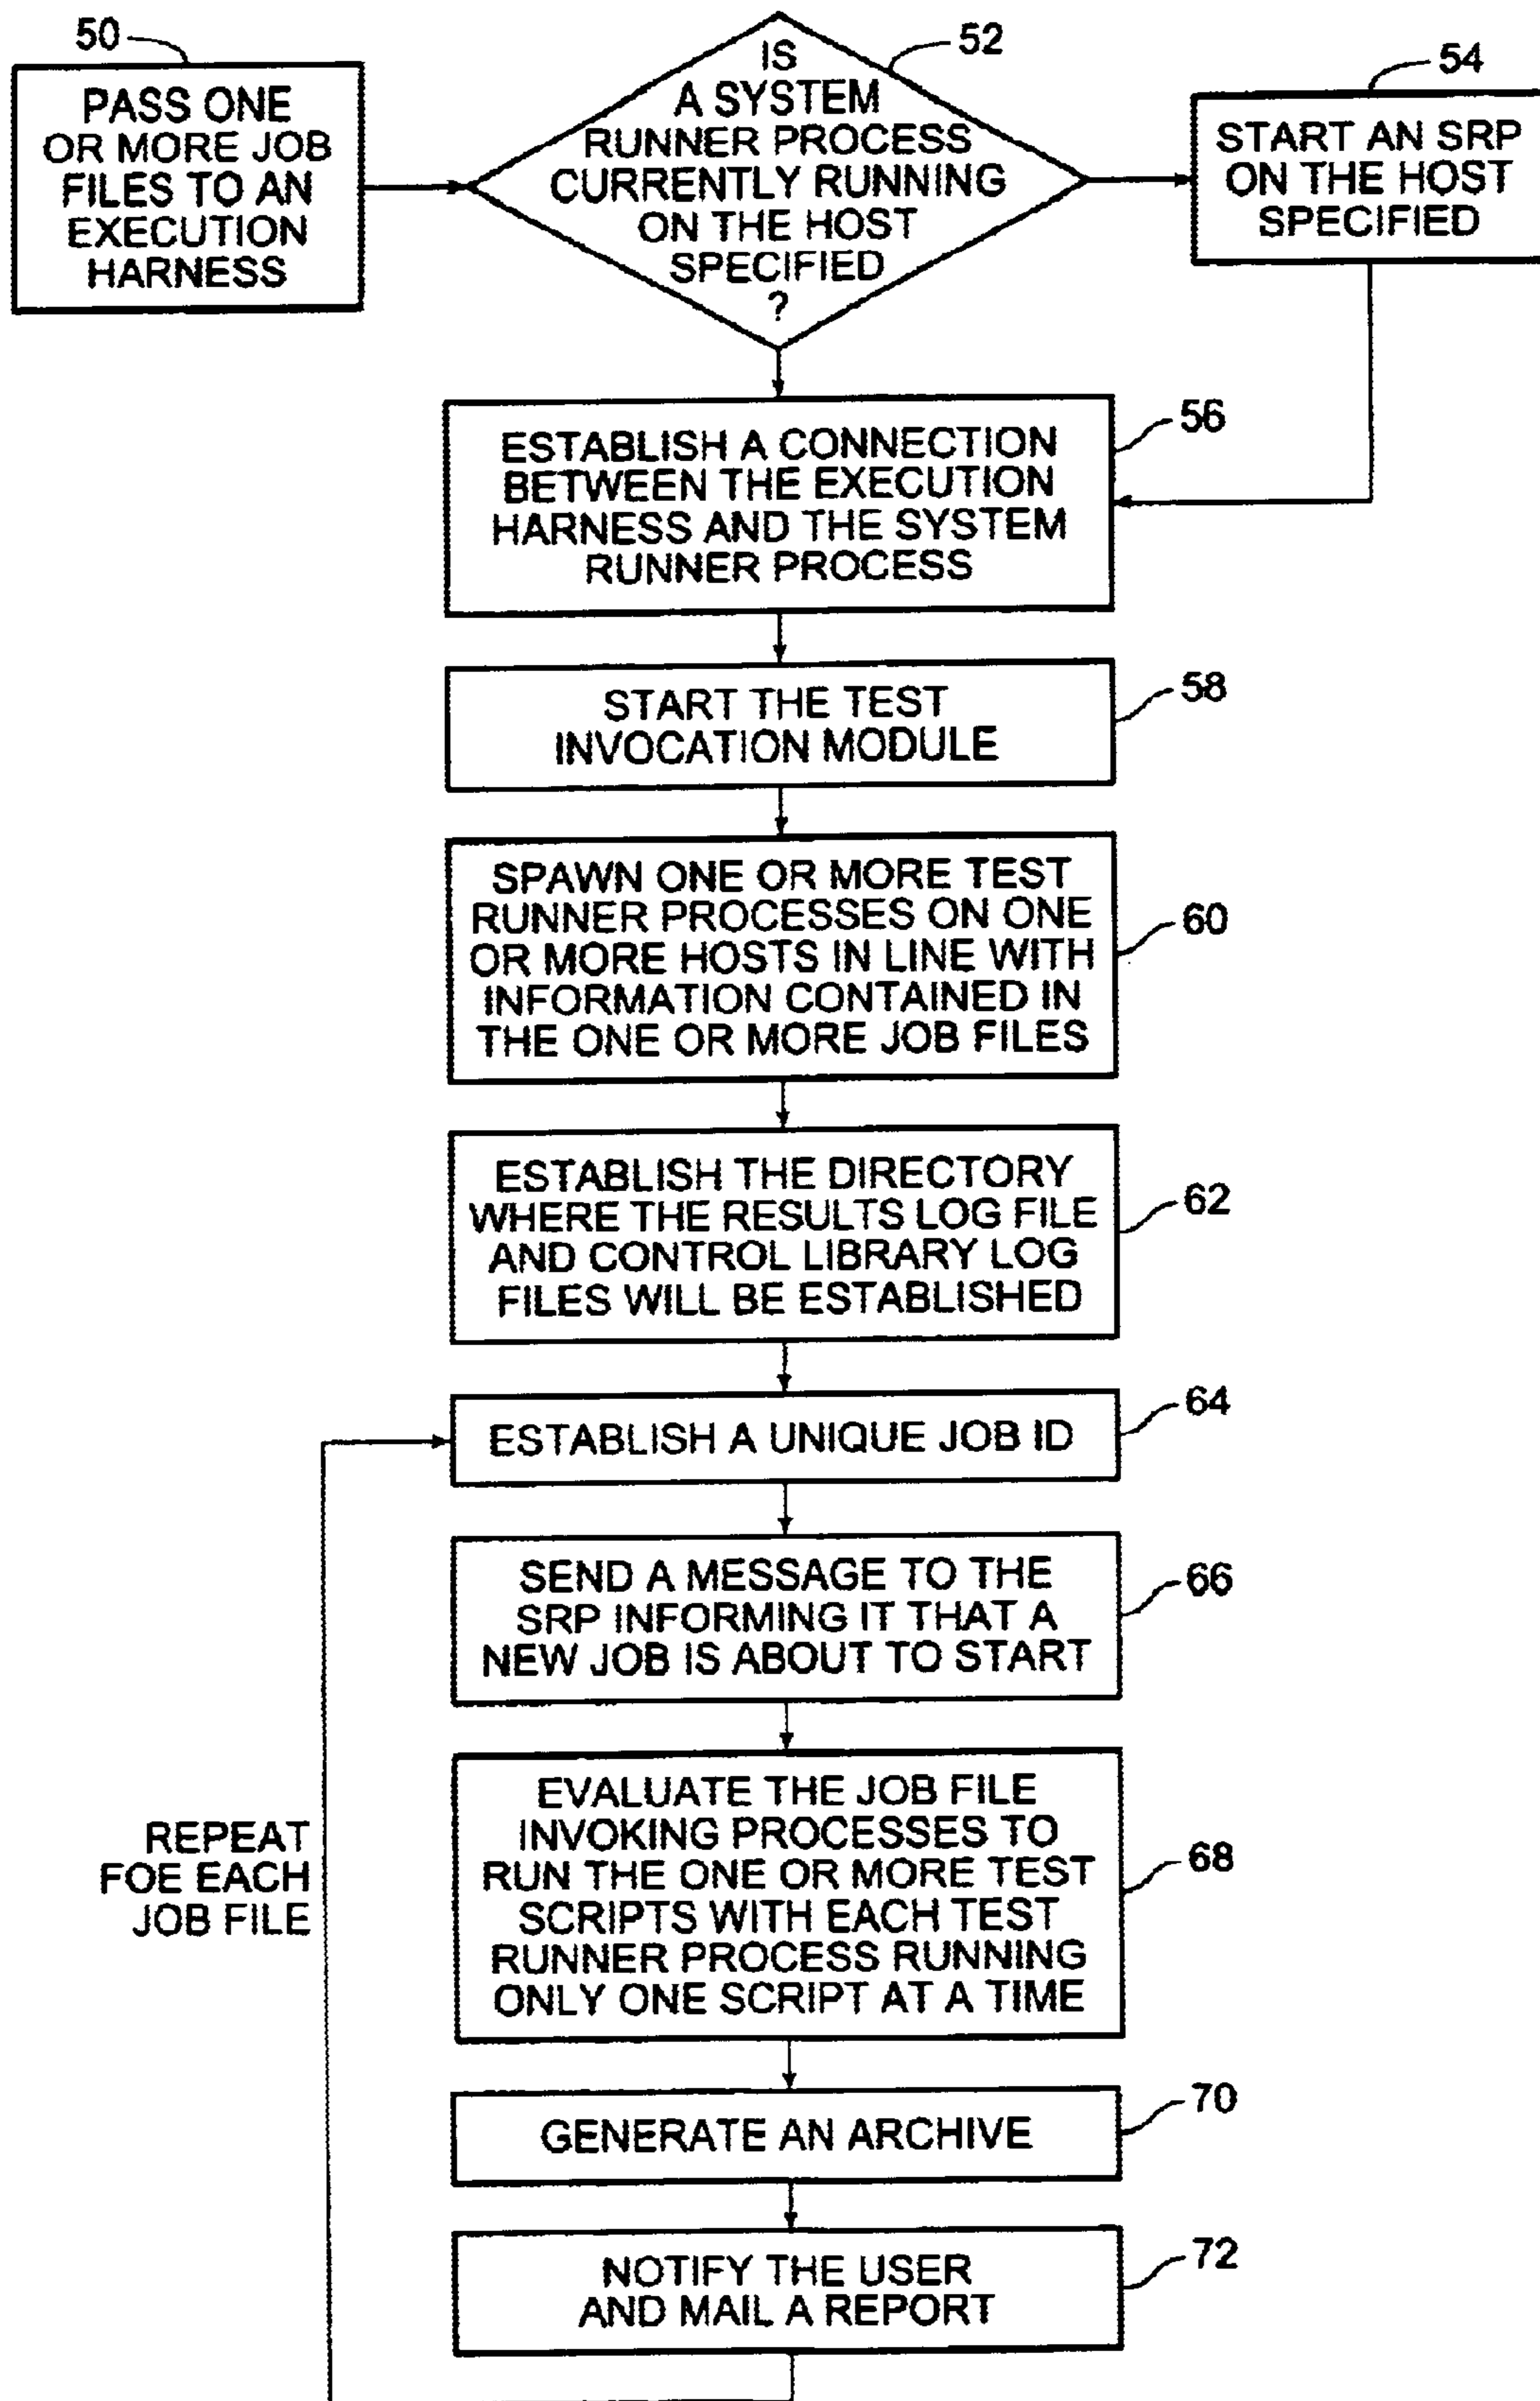 50
PASS ONE
OR MORE JOB
FILES TO AN
EXECUTION
HARNESS
52
IS
A SYSTEM
RUNNER PROCESS
CURRENTLY RUNNING
ON THE HOST
SPECIFIED
?
54
START AN SRP
ON THE HOST
SPECIFIED
56
ESTABLISH A CONNECTION
BETWEEN THE EXECUTION
HARNESS AND THE SYSTEM
RUNNER PROCESS
58
START THE TEST
INVOCATION MODULE
60
SPAWN ONE OR MORE TEST
RUNNER PROCESSES ON ONE
OR MORE HOSTS IN LINE WITH
INFORMATION CONTAINED IN
THE ONE OR MORE JOB FILES
62
ESTABLISH THE DIRECTORY
WHERE THE RESULTS LOG FILE
AND CONTROL LIBRARY LOG
FILES WILL BE ESTABLISHED
64
ESTABLISH A UNIQUE JOB ID
66
SEND A MESSAGE TO THE
SRP INFORMING IT THAT A
NEW JOB IS ABOUT TO START
68
EVALUATE THE JOB FILE
INVOKING PROCESSES TO
RUN THE ONE OR MORE TEST
SCRIPTS WITH EACH TEST
RUNNER PROCESS RUNNING
ONLY ONE SCRIPT AT A TIME
REPEAT
FOE EACH
JOB FILE
70
GENERATE AN ARCHIVE
72
NOTIFY THE USER
AND MAIL A REPORT